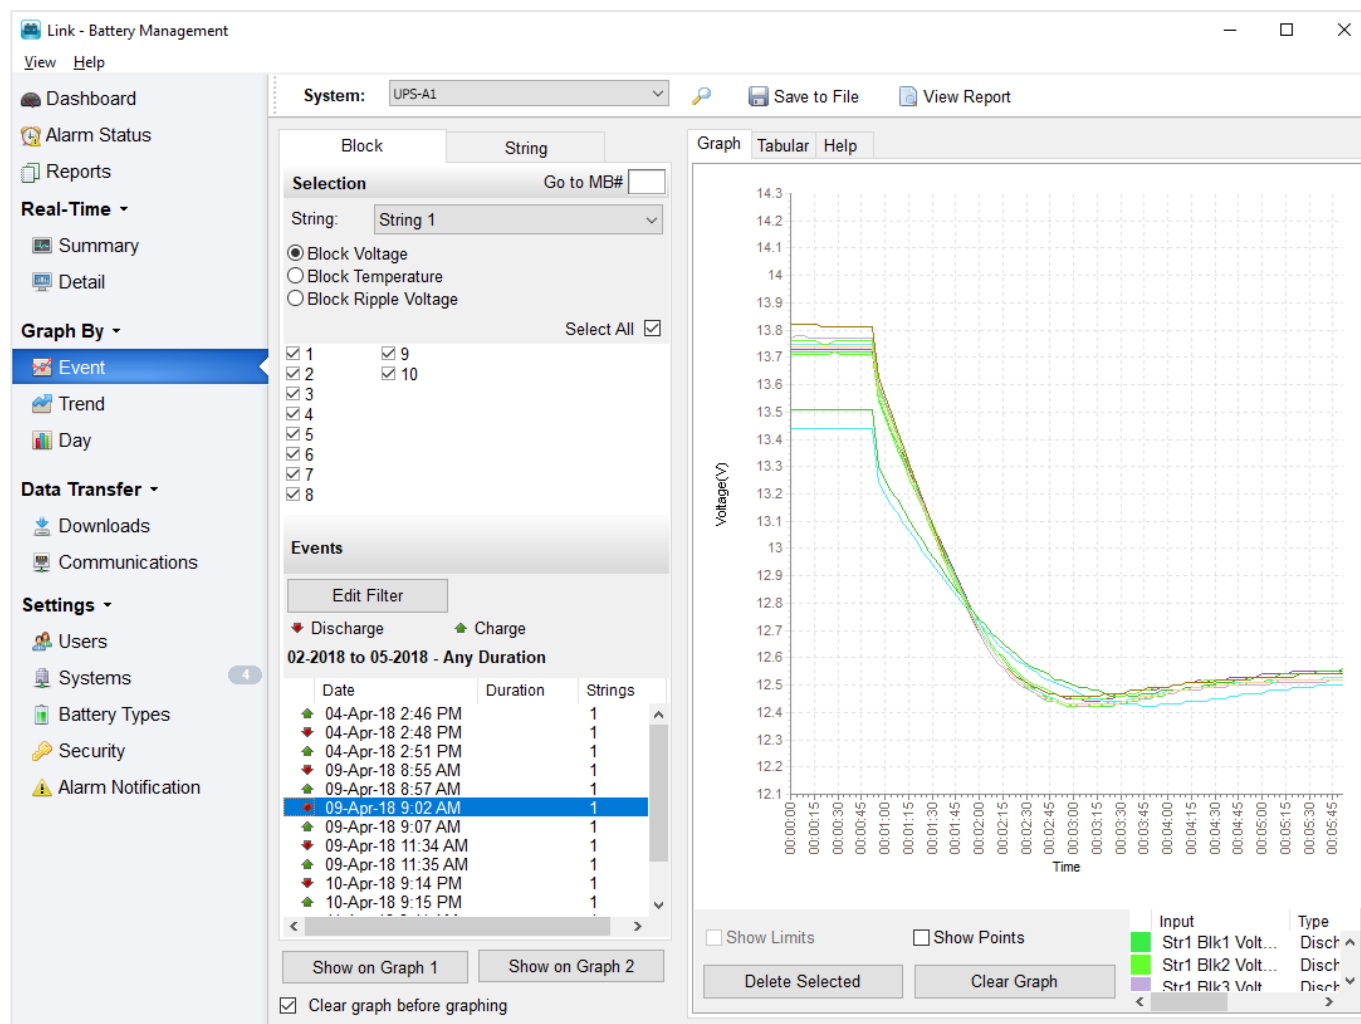 Link - Battery Management
View Help
Dashboard
Alarm Status
Reports
Real-Time
Summary
Detail
Graph By
Event
Trend
Day
Data Transfer
Downloads
Communications
Settings
Users
Systems 4
Battery Types
Security
Alarm Notification
System: UPS-A1 Save to File View Report
Block String
Selection Go to MB#
String: String 1
Block Voltage
Block Temperature
Block Ripple Voltage
Select All
1 9
2 10
3
4
5
6
7
8
Events
Edit Filter
Discharge Charge
02-2018 to 05-2018 - Any Duration
Date Duration Strings
04-Apr-18 2:46 PM 1
04-Apr-18 2:48 PM 1
04-Apr-18 2:51 PM 1
09-Apr-18 8:55 AM 1
09-Apr-18 8:57 AM 1
09-Apr-18 9:02 AM 1
09-Apr-18 9:07 AM 1
09-Apr-18 11:34 AM 1
09-Apr-18 11:35 AM 1
10-Apr-18 9:14 PM 1
10-Apr-18 9:15 PM 1
Show on Graph 1 Show on Graph 2
Clear graph before graphing
Graph Tabular Help
14.3
14.2
14.1
14
13.9
13.8
13.7
13.6
13.5
13.4
13.3
13.2
13.1
13
12.9
12.8
12.7
12.6
12.5
12.4
12.3
12.2
12.1
Voltage(V)
00:00:00 00:00:15 00:00:30 00:00:45 00:01:00 00:01:15 00:01:30 00:01:45 00:02:00 00:02:15 00:02:30 00:02:45 00:03:00 00:03:15 00:03:30 00:03:45 00:04:00 00:04:15 00:04:30 00:04:45 00:05:00 00:05:15 00:05:30 00:05:45
Time
Show Limits Show Points
Delete Selected Clear Graph
Input Type
Str1 Blk1 Volt... Disch
Str1 Blk2 Volt... Disch
Str1 Blk3 Volt Disch